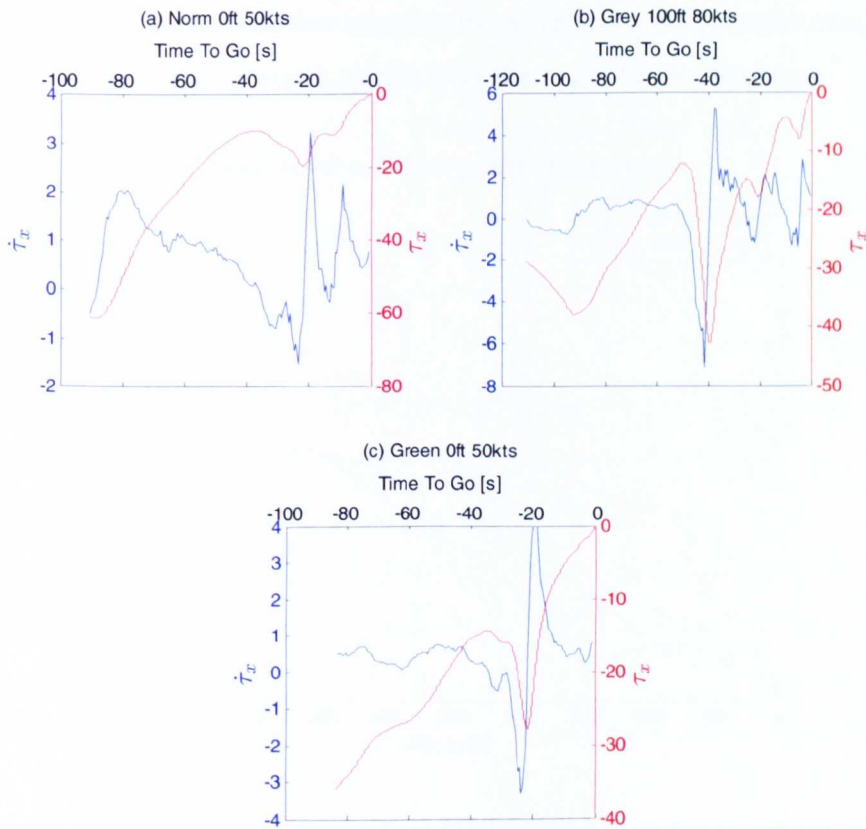 (a) Norm 0ft 50kts
Time To Go [s]
-100 -80 -60 -40 -20 -0
4
3
2
1
0
-1
-2
τ̇x
0
-20
-40
-60
-80
τx
(b) Grey 100ft 80kts
Time To Go [s]
-120 -100 -80 -60 -40 -20 0
6
4
2
0
-2
-4
-6
-8
τ̇x
0
-10
-20
-30
-40
-50
τx
(c) Green 0ft 50kts
Time To Go [s]
-100 -80 -60 -40 -20 0
4
3
2
1
0
-1
-2
-3
-4
τ̇x
0
-10
-20
-30
-40
τx